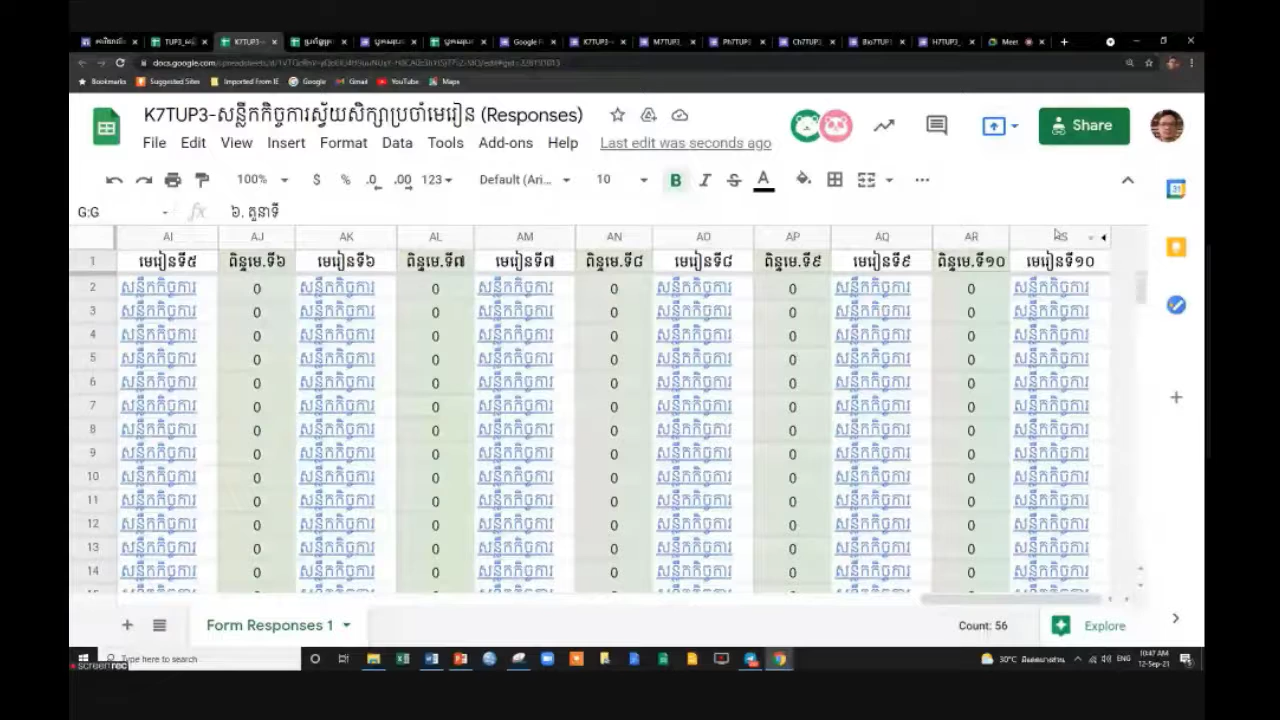 TUP3_ K7TUP3- Google F K7TUP3- M7TUP3_ Ph7TUP3 Ch7TUP3 Bio7TUP H7TUP3_ Meet
docs.google.com
Bookmarks Suggested Sites Imported From IE Google Gmail YouTube Maps
K7TUP3-សន្លឹកកិច្ចការស្វ័យសិក្សាប្រចាំមេរៀន (Responses)
Share
File Edit View Insert Format Data Tools Add-ons Help Last edit was seconds ago
100% $ % .0 .00 123 Default (Ari... 10 B I S A
G:G fx ៦. តួនាទី
AI AJ AK AL AM AN AO AP AQ AR AS
1 មេរៀនទី៥ ពិន្ទុមេ.ទី៦ មេរៀនទី៦ ពិន្ទុមេ.ទី៧ មេរៀនទី៧ ពិន្ទុមេ.ទី៨ មេរៀនទី៨ ពិន្ទុមេ.ទី៩ មេរៀនទី៩ ពិន្ទុមេ.ទី១០ មេរៀនទី១០
2 សន្លឹកកិច្ចការ 0 សន្លឹកកិច្ចការ 0 សន្លឹកកិច្ចការ 0 សន្លឹកកិច្ចការ 0 សន្លឹកកិច្ចការ 0 សន្លឹកកិច្ចការ
3 សន្លឹកកិច្ចការ 0 សន្លឹកកិច្ចការ 0 សន្លឹកកិច្ចការ 0 សន្លឹកកិច្ចការ 0 សន្លឹកកិច្ចការ 0 សន្លឹកកិច្ចការ
4 សន្លឹកកិច្ចការ 0 សន្លឹកកិច្ចការ 0 សន្លឹកកិច្ចការ 0 សន្លឹកកិច្ចការ 0 សន្លឹកកិច្ចការ 0 សន្លឹកកិច្ចការ
5 សន្លឹកកិច្ចការ 0 សន្លឹកកិច្ចការ 0 សន្លឹកកិច្ចការ 0 សន្លឹកកិច្ចការ 0 សន្លឹកកិច្ចការ 0 សន្លឹកកិច្ចការ
6 សន្លឹកកិច្ចការ 0 សន្លឹកកិច្ចការ 0 សន្លឹកកិច្ចការ 0 សន្លឹកកិច្ចការ 0 សន្លឹកកិច្ចការ 0 សន្លឹកកិច្ចការ
7 សន្លឹកកិច្ចការ 0 សន្លឹកកិច្ចការ 0 សន្លឹកកិច្ចការ 0 សន្លឹកកិច្ចការ 0 សន្លឹកកិច្ចការ 0 សន្លឹកកិច្ចការ
8 សន្លឹកកិច្ចការ 0 សន្លឹកកិច្ចការ 0 សន្លឹកកិច្ចការ 0 សន្លឹកកិច្ចការ 0 សន្លឹកកិច្ចការ 0 សន្លឹកកិច្ចការ
9 សន្លឹកកិច្ចការ 0 សន្លឹកកិច្ចការ 0 សន្លឹកកិច្ចការ 0 សន្លឹកកិច្ចការ 0 សន្លឹកកិច្ចការ 0 សន្លឹកកិច្ចការ
10 សន្លឹកកិច្ចការ 0 សន្លឹកកិច្ចការ 0 សន្លឹកកិច្ចការ 0 សន្លឹកកិច្ចការ 0 សន្លឹកកិច្ចការ 0 សន្លឹកកិច្ចការ
11 សន្លឹកកិច្ចការ 0 សន្លឹកកិច្ចការ 0 សន្លឹកកិច្ចការ 0 សន្លឹកកិច្ចការ 0 សន្លឹកកិច្ចការ 0 សន្លឹកកិច្ចការ
12 សន្លឹកកិច្ចការ 0 សន្លឹកកិច្ចការ 0 សន្លឹកកិច្ចការ 0 សន្លឹកកិច្ចការ 0 សន្លឹកកិច្ចការ 0 សន្លឹកកិច្ចការ
13 សន្លឹកកិច្ចការ 0 សន្លឹកកិច្ចការ 0 សន្លឹកកិច្ចការ 0 សន្លឹកកិច្ចការ 0 សន្លឹកកិច្ចការ 0 សន្លឹកកិច្ចការ
14 សន្លឹកកិច្ចការ 0 សន្លឹកកិច្ចការ 0 សន្លឹកកិច្ចការ 0 សន្លឹកកិច្ចការ 0 សន្លឹកកិច្ចការ 0 សន្លឹកកិច្ចការ
Form Responses 1 Count: 56 Explore
Type here to search 30°C ENG 10:47 AM
12-Sep-21
screenrec